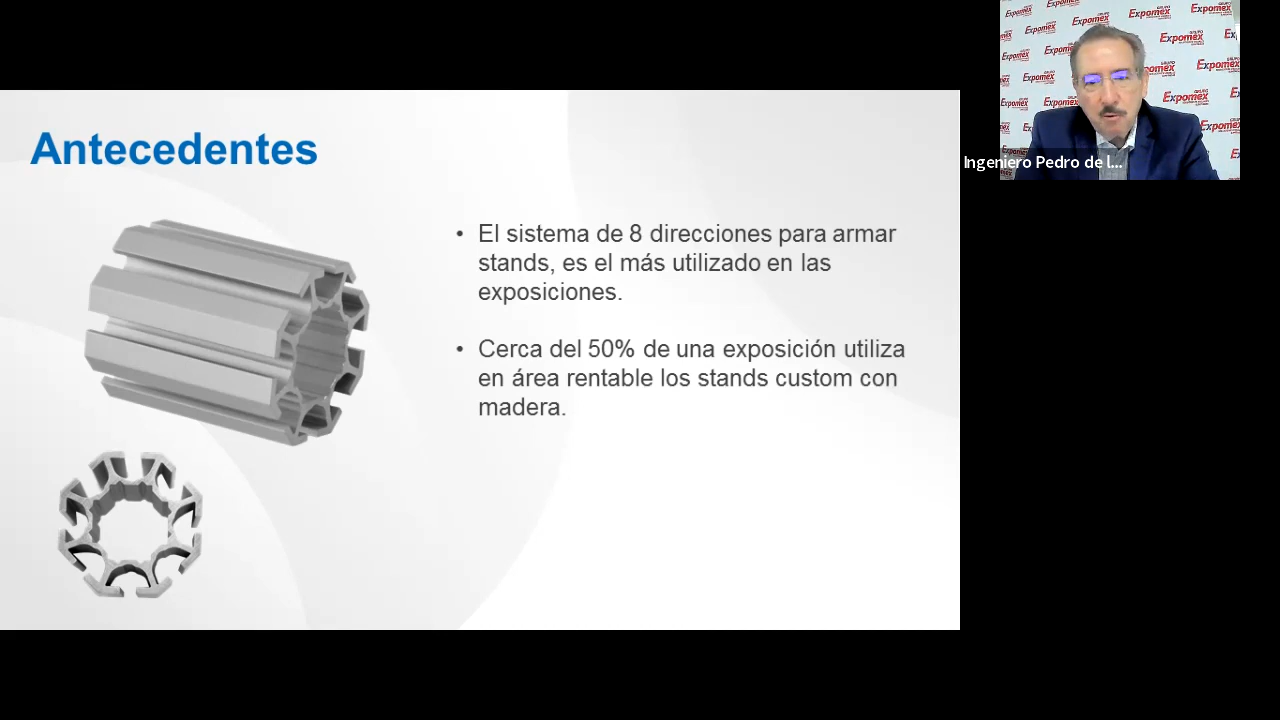 Antecedentes
• El sistema de 8 direcciones para armar
stands, es el más utilizado en las
exposiciones.
• Cerca del 50% de una exposición utiliza
en área rentable los stands custom con
madera.
GRUPO
Expomex
Ingeniero Pedro de l...